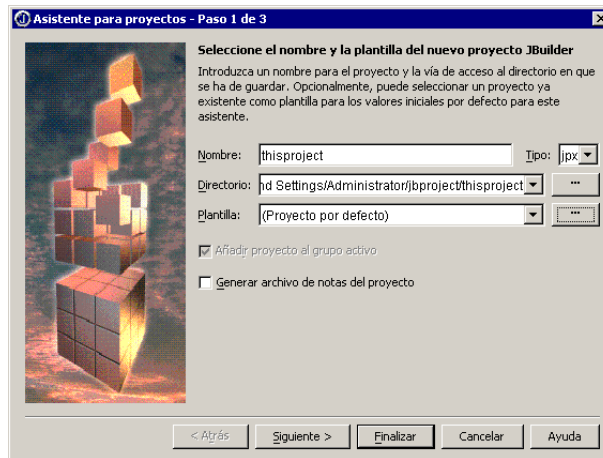 Asistente para proyectos - Paso 1 de 3
Seleccione el nombre y la plantilla del nuevo proyecto JBuilder
Introduzca un nombre para el proyecto y la vía de acceso al directorio en que
se ha de guardar. Opcionalmente, puede seleccionar un proyecto ya
existente como plantilla para los valores iniciales por defecto para este
asistente.
Nombre: thisproject Tipo: jpx
Directorio: nd Settings/Administrator/jbproject/thisproject ...
Plantilla: (Proyecto por defecto) ...
Añadir proyecto al grupo activo
Generar archivo de notas del proyecto
< Atrás Siguiente > Finalizar Cancelar Ayuda